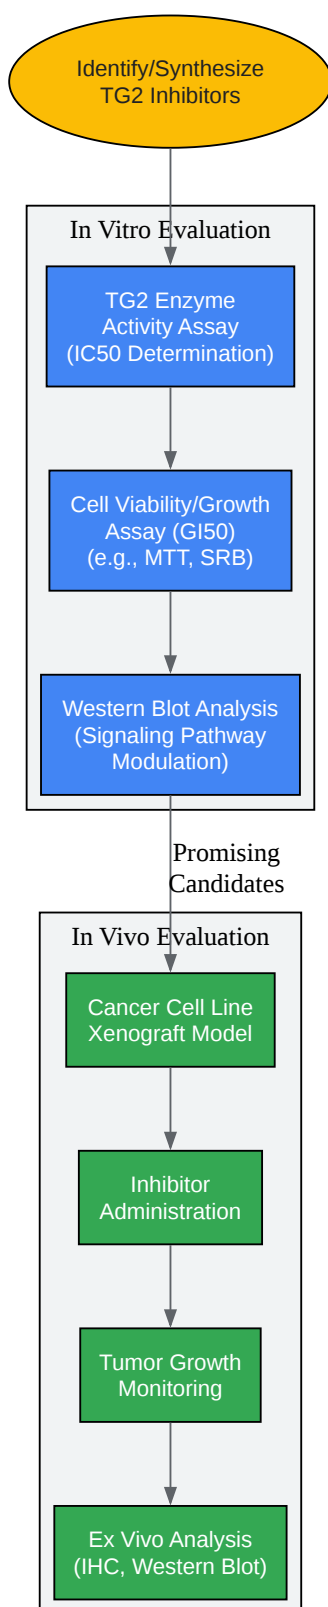 Identify/Synthesize
TG2 Inhibitors
In Vitro Evaluation
TG2 Enzyme
Activity Assay
(IC50 Determination)
Cell Viability/Growth
Assay (GI50)
(e.g., MTT, SRB)
Western Blot Analysis
(Signaling Pathway
Modulation)
Promising
Candidates
In Vivo Evaluation
Cancer Cell Line
Xenograft Model
Inhibitor
Administration
Tumor Growth
Monitoring
Ex Vivo Analysis
(IHC, Western Blot)